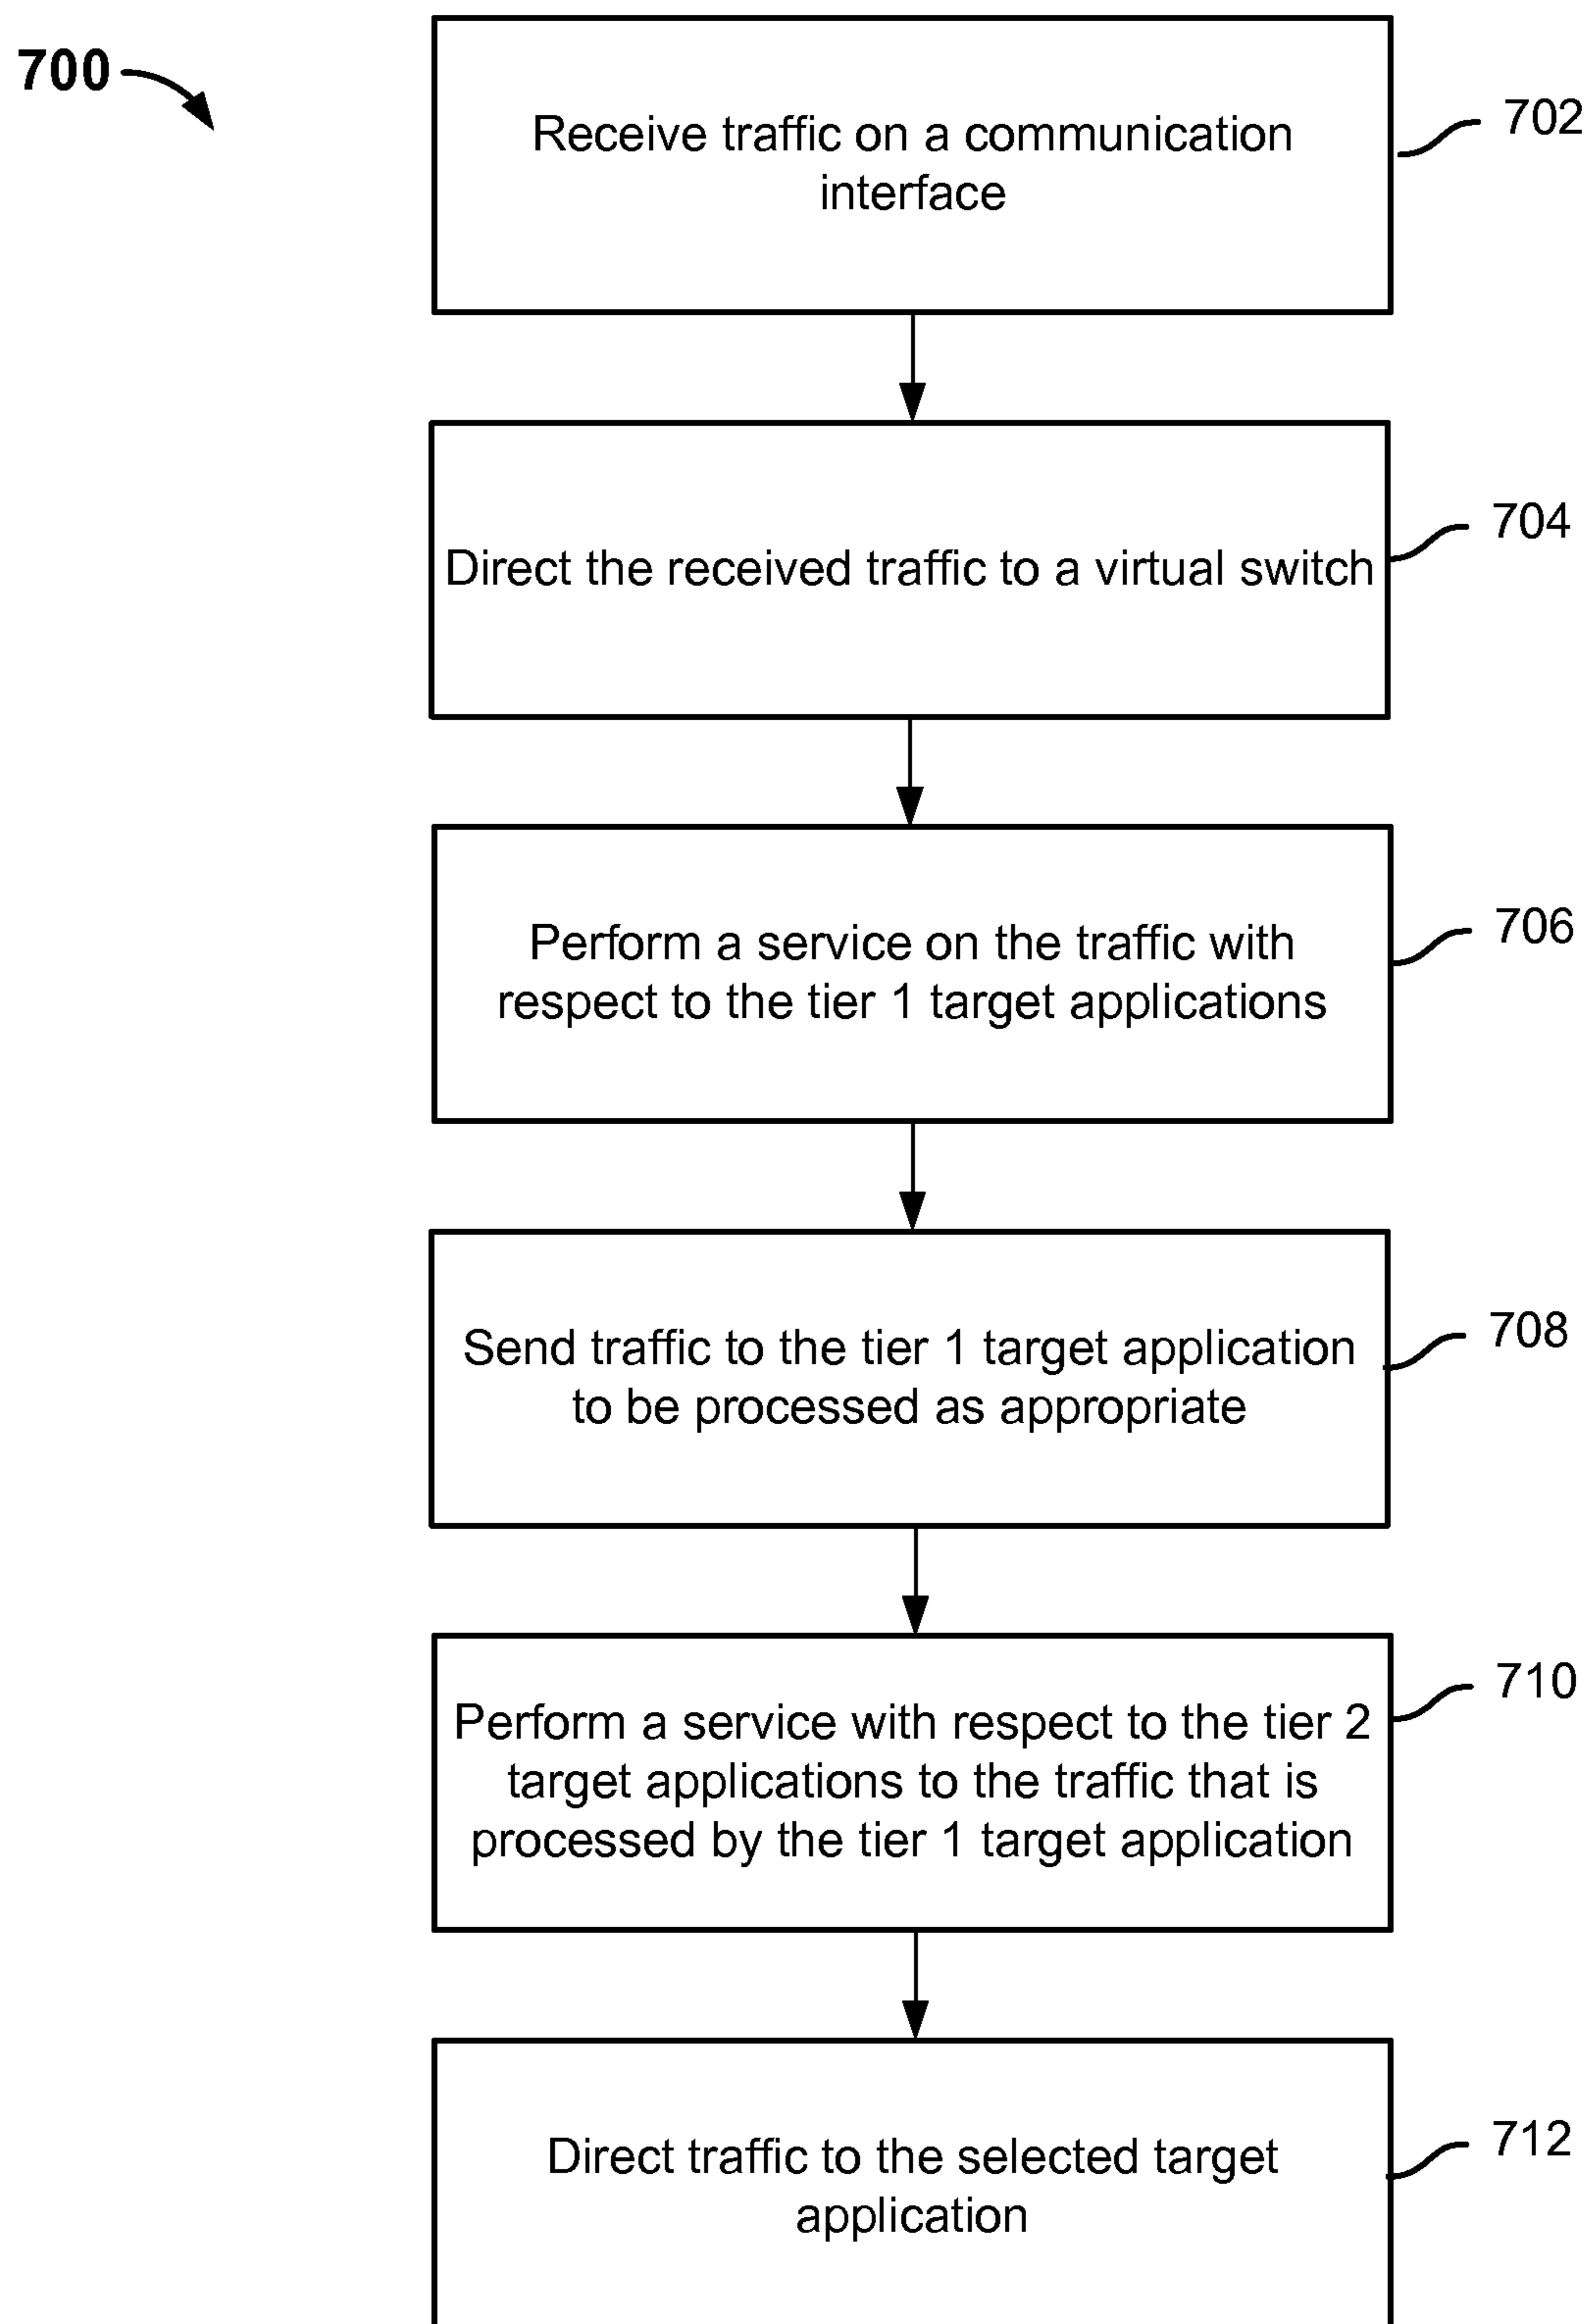 700
Receive traffic on a communication
interface
702
Direct the received traffic to a virtual switch
704
Perform a service on the traffic with
respect to the tier 1 target applications
706
Send traffic to the tier 1 target application
to be processed as appropriate
708
Perform a service with respect to the tier 2
target applications to the traffic that is
processed by the tier 1 target application
710
Direct traffic to the selected target
application
712